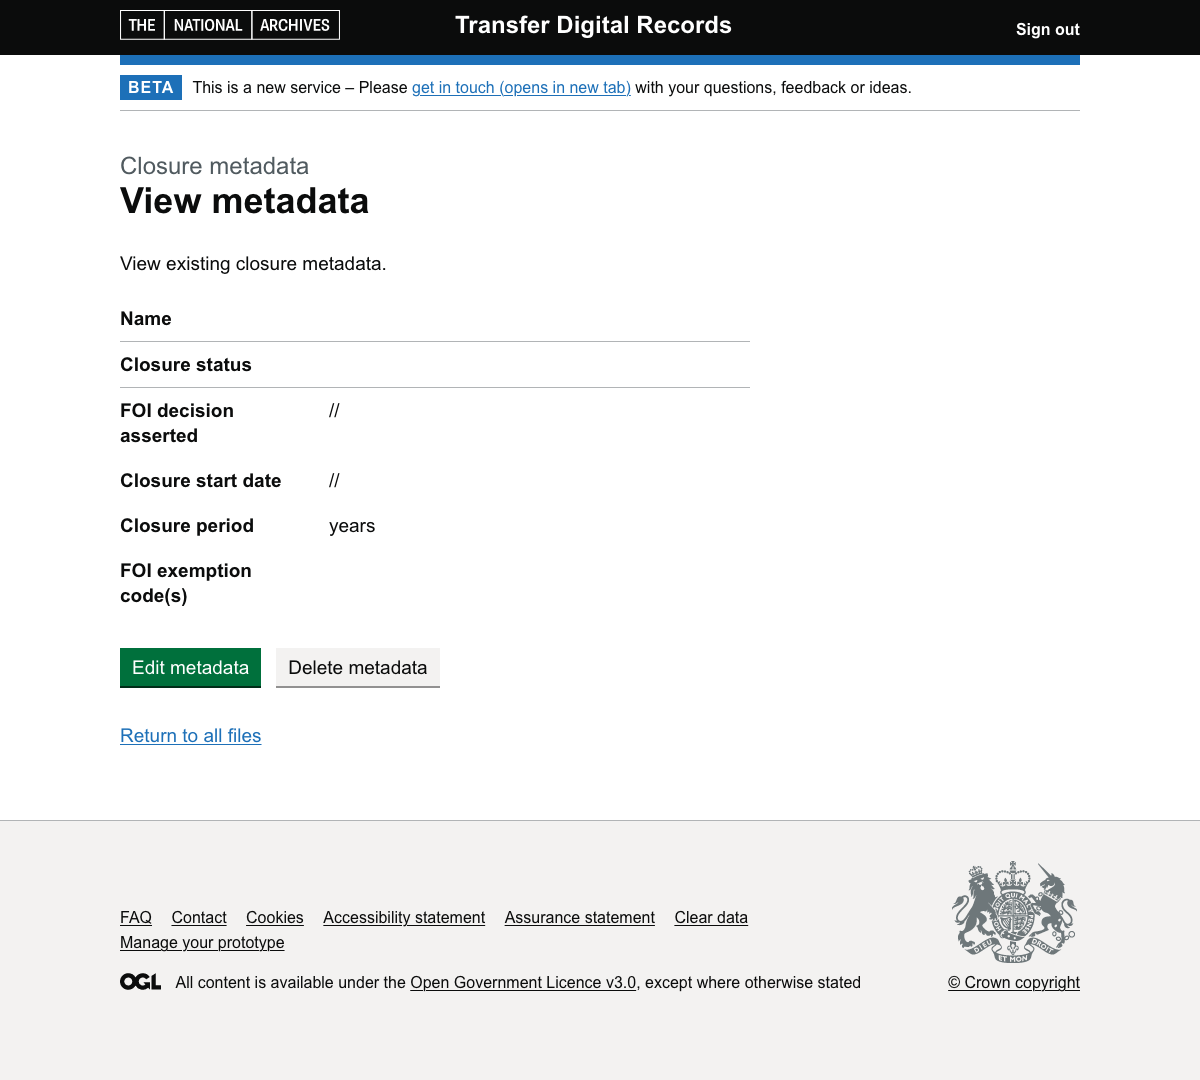 THE NATIONAL ARCHIVES
Transfer Digital Records
Sign out
BETA This is a new service – Please get in touch (opens in new tab) with your questions, feedback or ideas.
Closure metadata
View metadata
View existing closure metadata.
Name
Closure status
FOI decision asserted //
Closure start date //
Closure period years
FOI exemption code(s)
Edit metadata Delete metadata
Return to all files
FAQ Contact Cookies Accessibility statement Assurance statement Clear data
Manage your prototype
OGL All content is available under the Open Government Licence v3.0, except where otherwise stated
DIEU ET MON DROIT
© Crown copyright